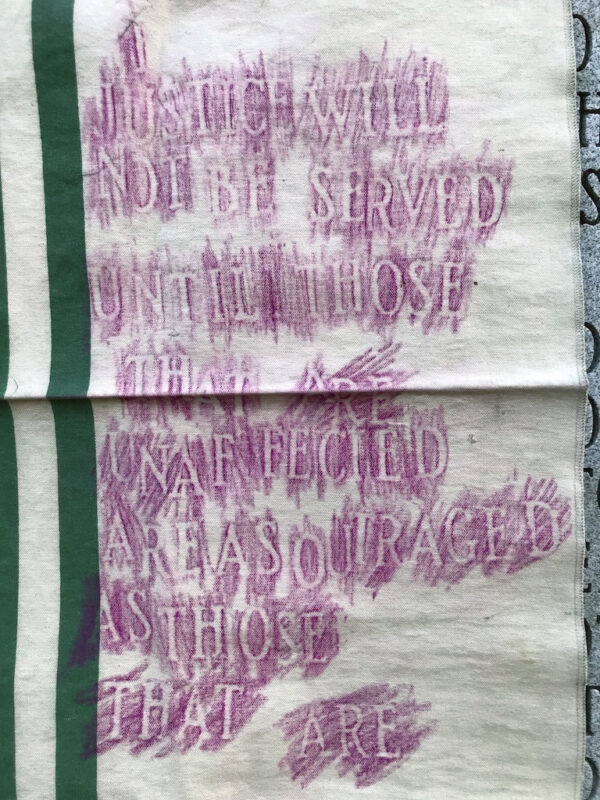 JUSTICE WILL
NOT BE SERVED
UNTIL THOSE
THAT ARE
UNAFFECTED
ARE AS OUTRAGED
AS THOSE
THAT ARE